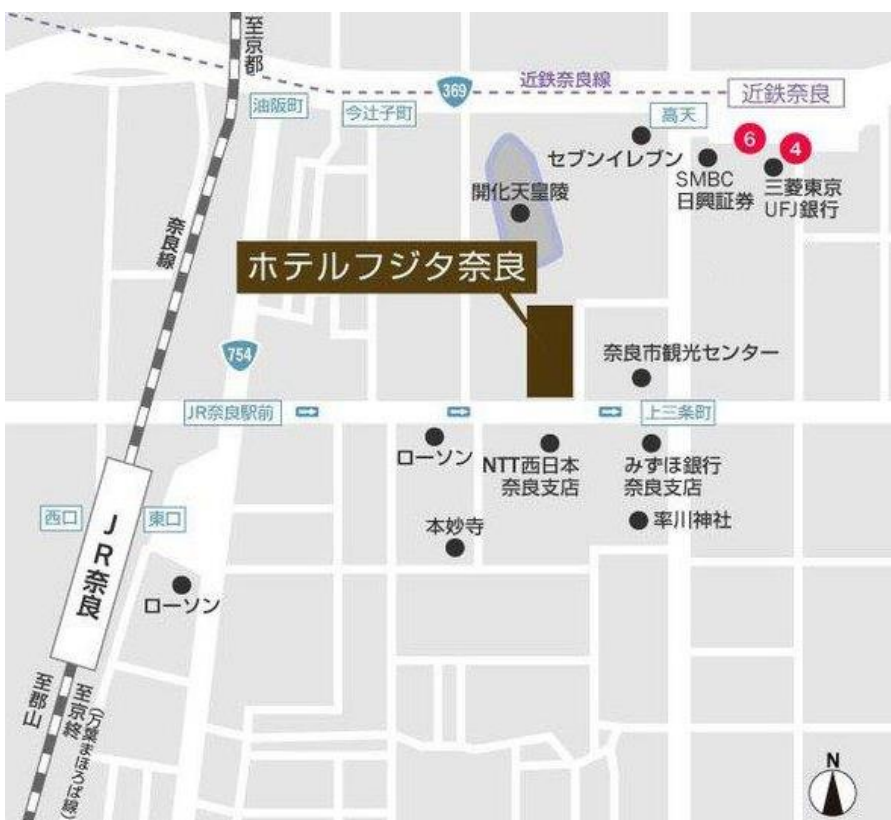 至京都
近鉄奈良線
369
近鉄奈良
油阪町
今辻子町
高天
6
4
セブンイレブン
SMBC
日興証券
三菱東京
UFJ銀行
開化天皇陵
奈良線
ホテルフジタ奈良
754
奈良市観光センター
JR奈良駅前
上三条町
ローソン
NTT西日本
奈良支店
みずほ銀行
奈良支店
西口
JR奈良
東口
本妙寺
率川神社
ローソン
至郡山
至京終
(万葉まほろば線)
N